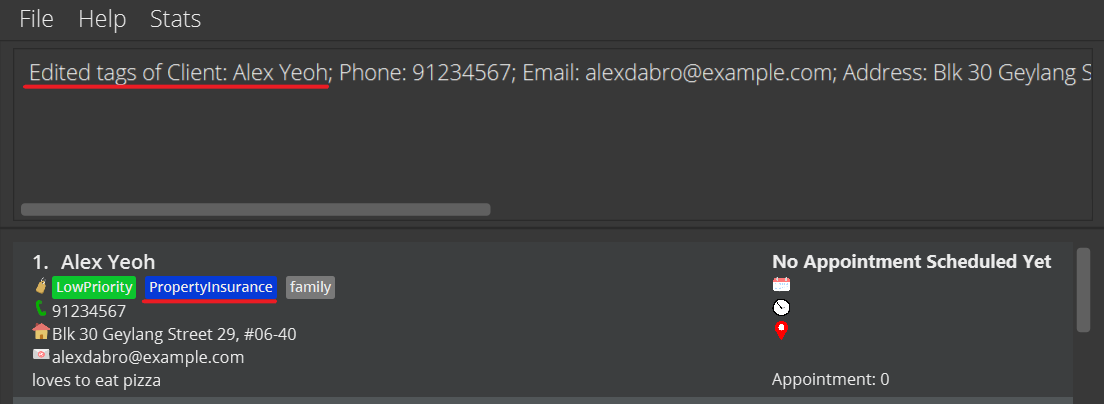 File Help Stats
Edited tags of Client: Alex Yeoh; Phone: 91234567; Email: alexdabro@example.com; Address: Blk 30 Geylang S
1. Alex Yeoh
No Appointment Scheduled Yet
LowPriority PropertyInsurance family
91234567
Blk 30 Geylang Street 29, #06-40
alexdabro@example.com
loves to eat pizza
Appointment: 0